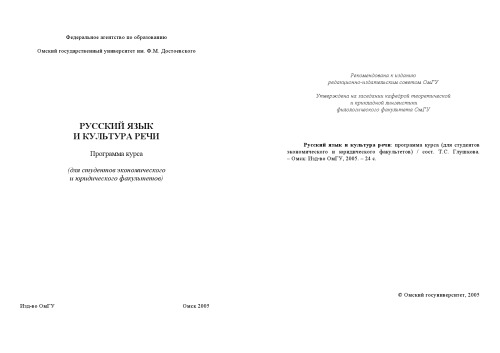 Федеральное агентство по образованию
Омский государственный университет им. Ф.М. Достоевского
РУССКИЙ ЯЗЫК
И КУЛЬТУРА РЕЧИ
Программа курса
(для студентов экономического
и юридического факультетов)
Изд-во ОмГУ
Омск 2005
Рекомендована к изданию
редакционно-издательским советом ОмГУ
Утверждена на заседании кафедрой теоретической
и прикладной лингвистики
филологического факультета ОмГУ
Русский язык и культура речи: программа курса (для студентов
экономического и юридического факультетов) / сост. Т.С. Глушкова.
– Омск: Изд-во ОмГУ, 2005. – 24 с.
© Омский госуниверситет, 2005